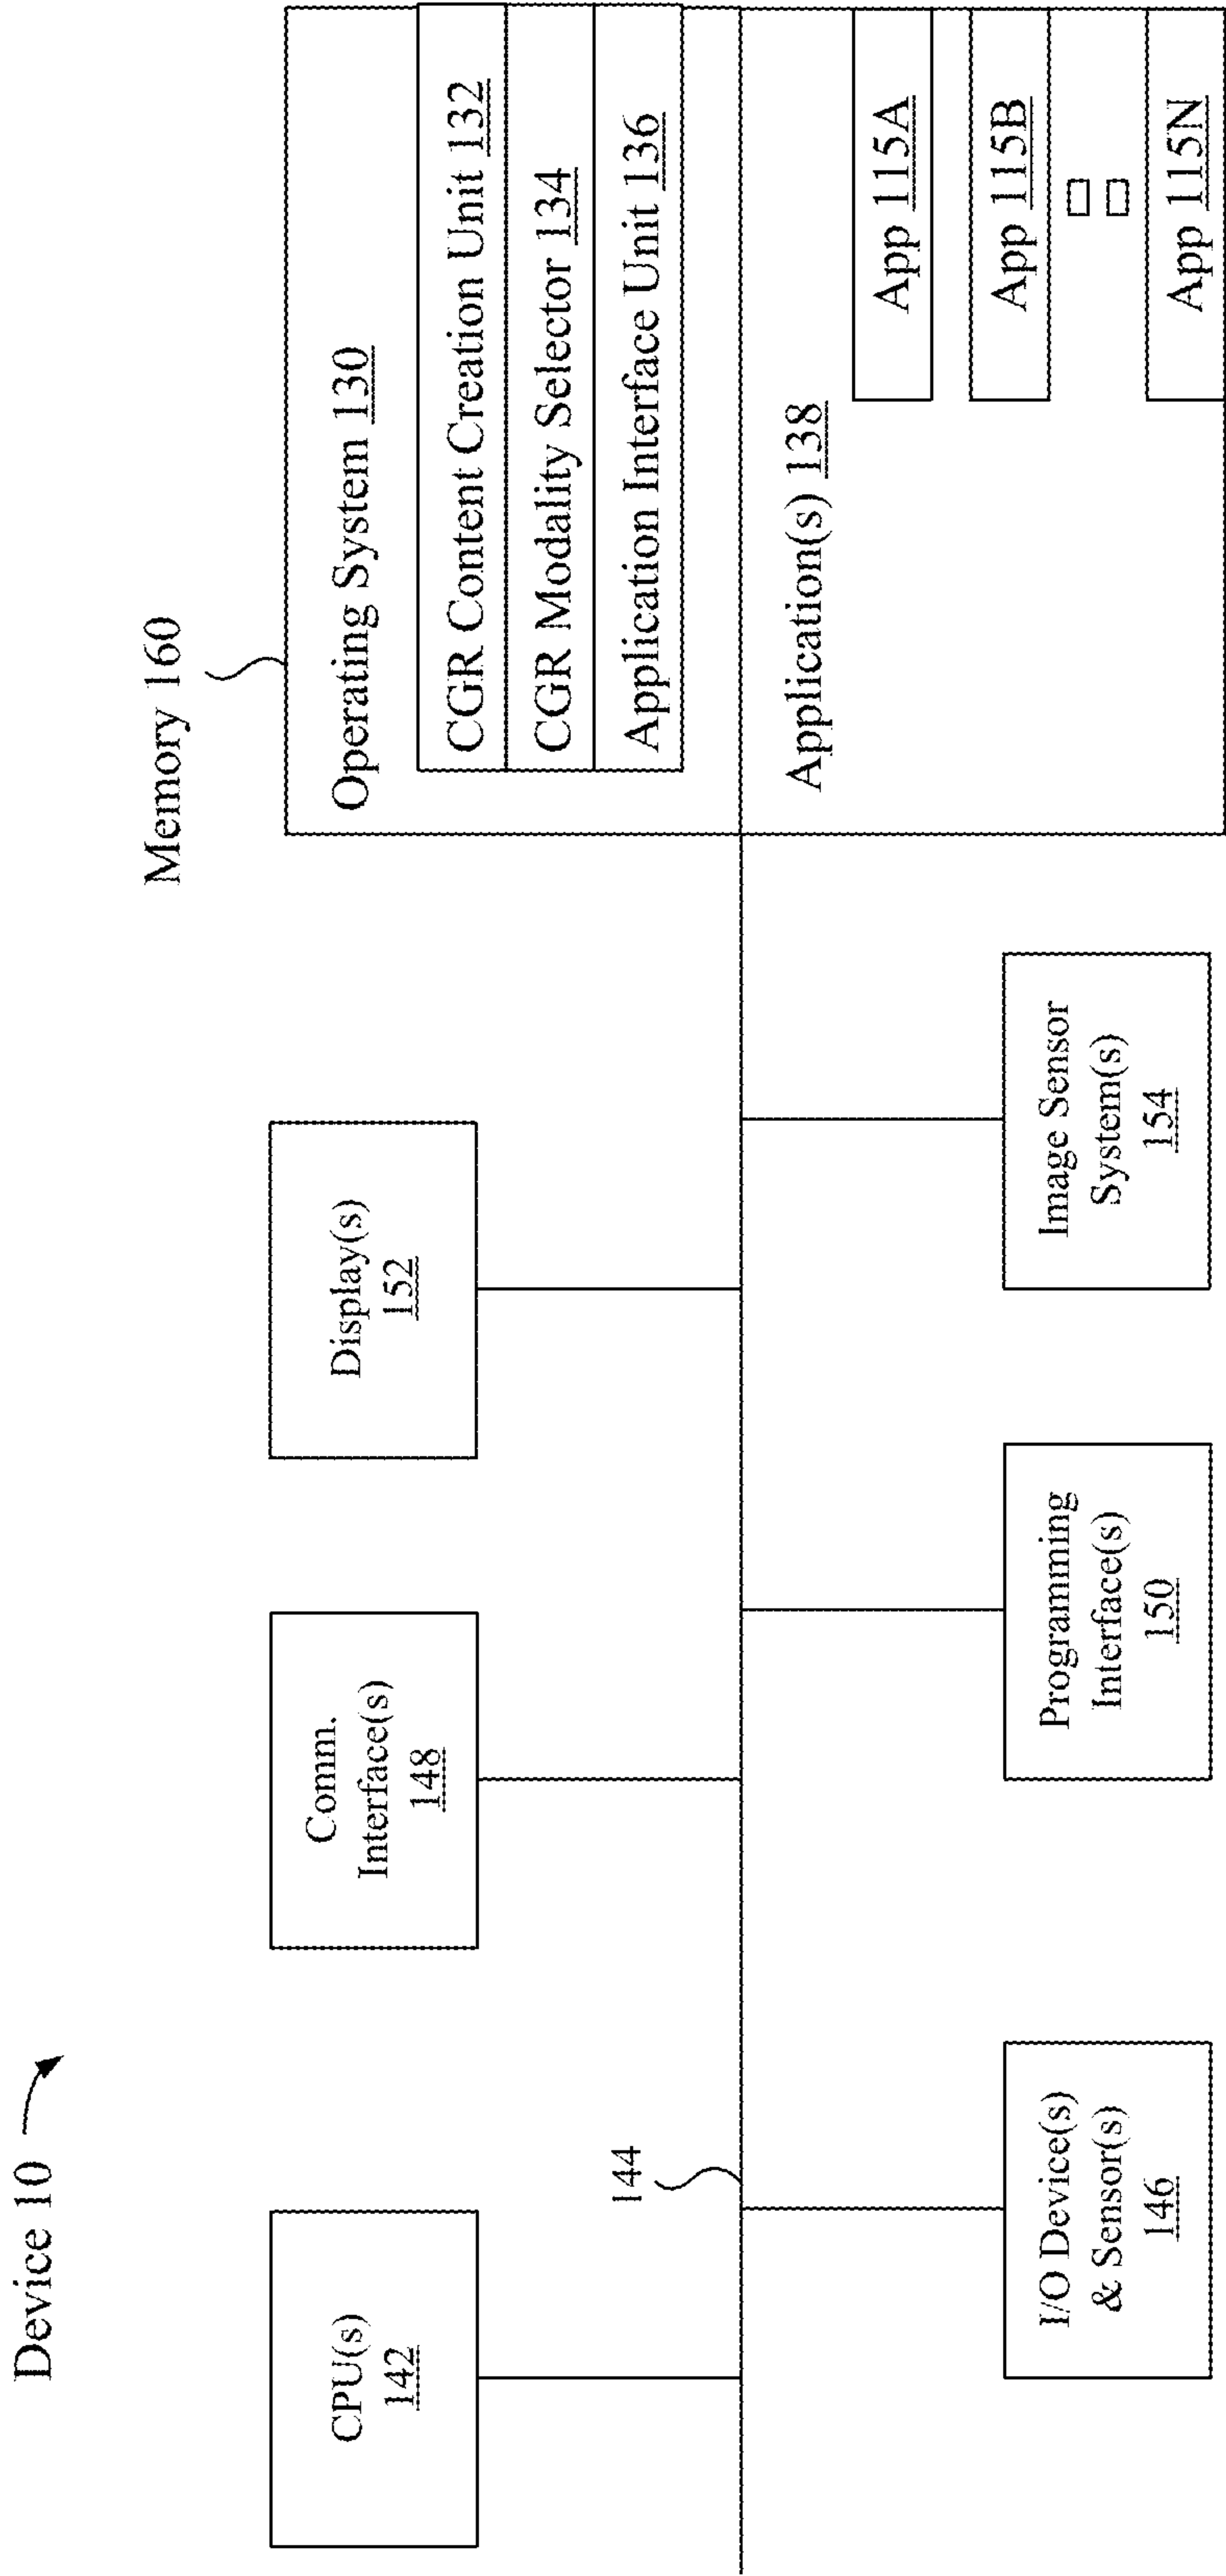 Device 10
Memory 160
CPU(s)
142
Comm.
Interface(s)
148
Display(s)
152
144
I/O Device(s)
& Sensor(s)
146
Programming
Interface(s)
150
Image Sensor
System(s)
154
Operating System 130
CGR Content Creation Unit 132
CGR Modality Selector 134
Application Interface Unit 136
Application(s) 138
App 115A
App 115B
App 115N